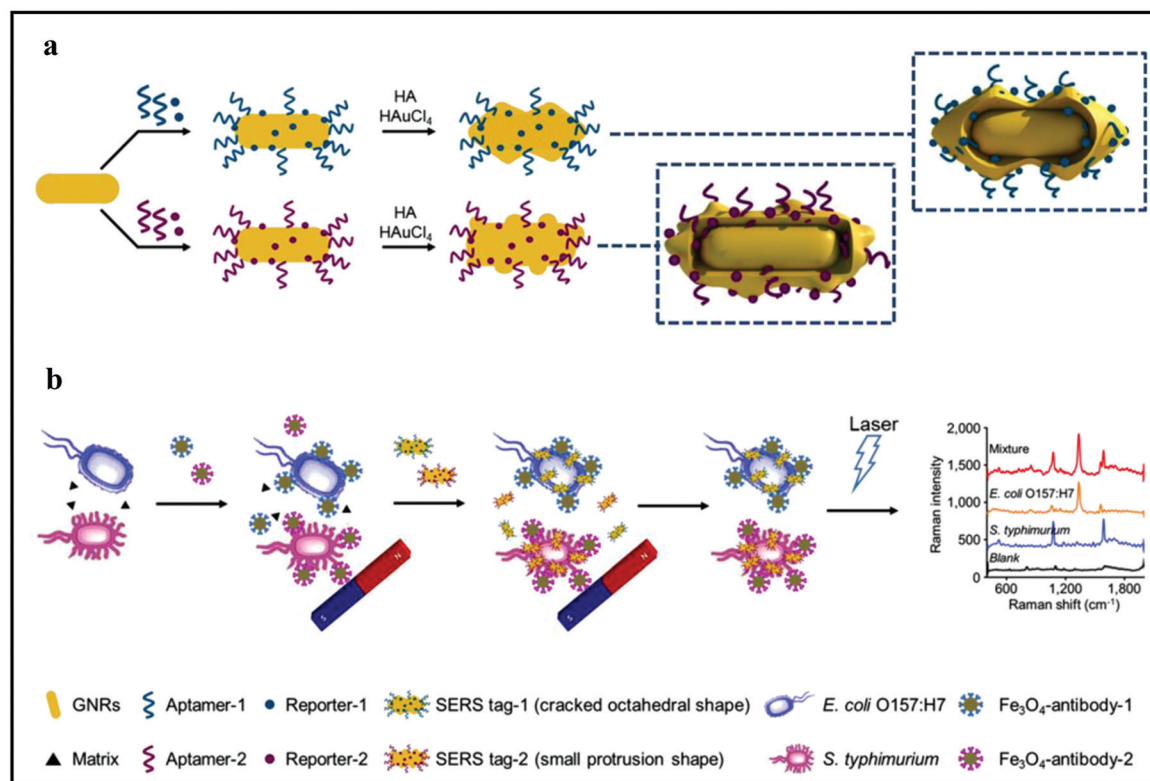 a
HA
HAuCl₄
HA
HAuCl₄
b
Laser
N
S
N
S
Raman intensity
2,000
1,500
1,000
500
0
Mixture
E. coli O157:H7
S. typhimurium
Blank
600
1,200
1,800
Raman shift (cm⁻¹)
GNRs
Aptamer-1
Reporter-1
SERS tag-1 (cracked octahedral shape)
E. coli O157:H7
Fe₃O₄-antibody-1
Matrix
Aptamer-2
Reporter-2
SERS tag-2 (small protrusion shape)
S. typhimurium
Fe₃O₄-antibody-2